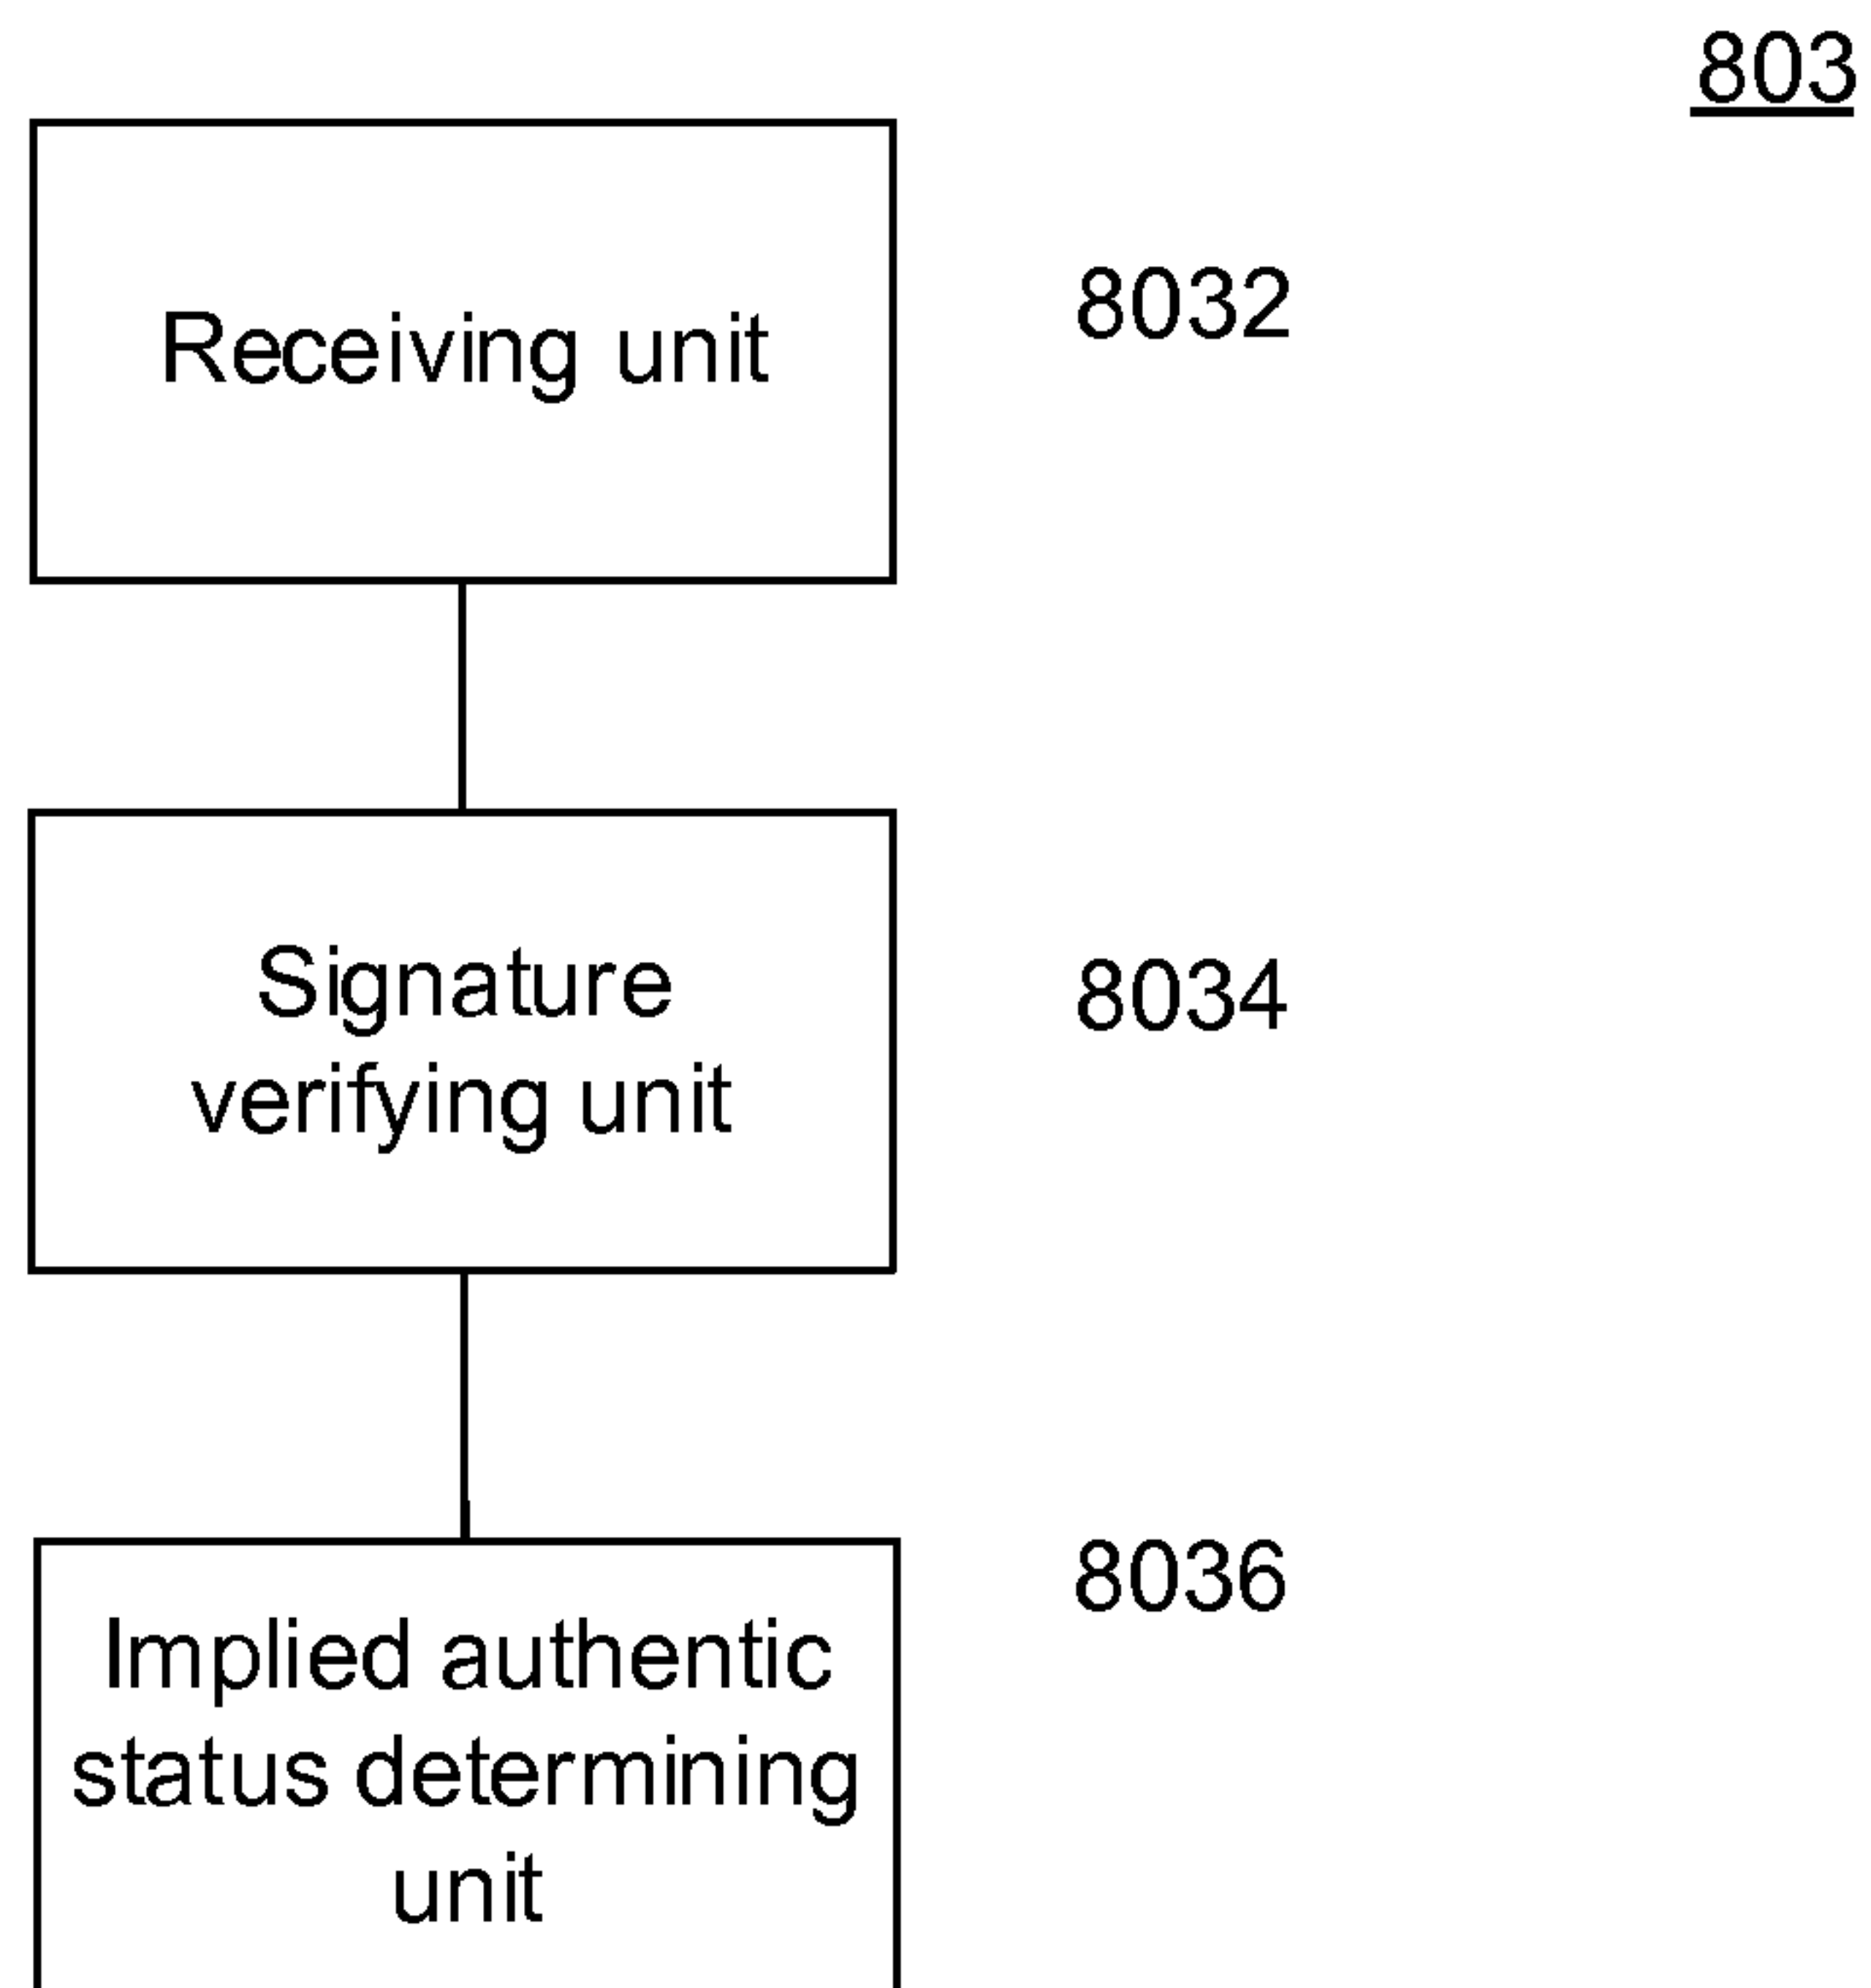 803
Receiving unit
8032
Signature
verifying unit
8034
Implied authentic
status determining
unit
8036